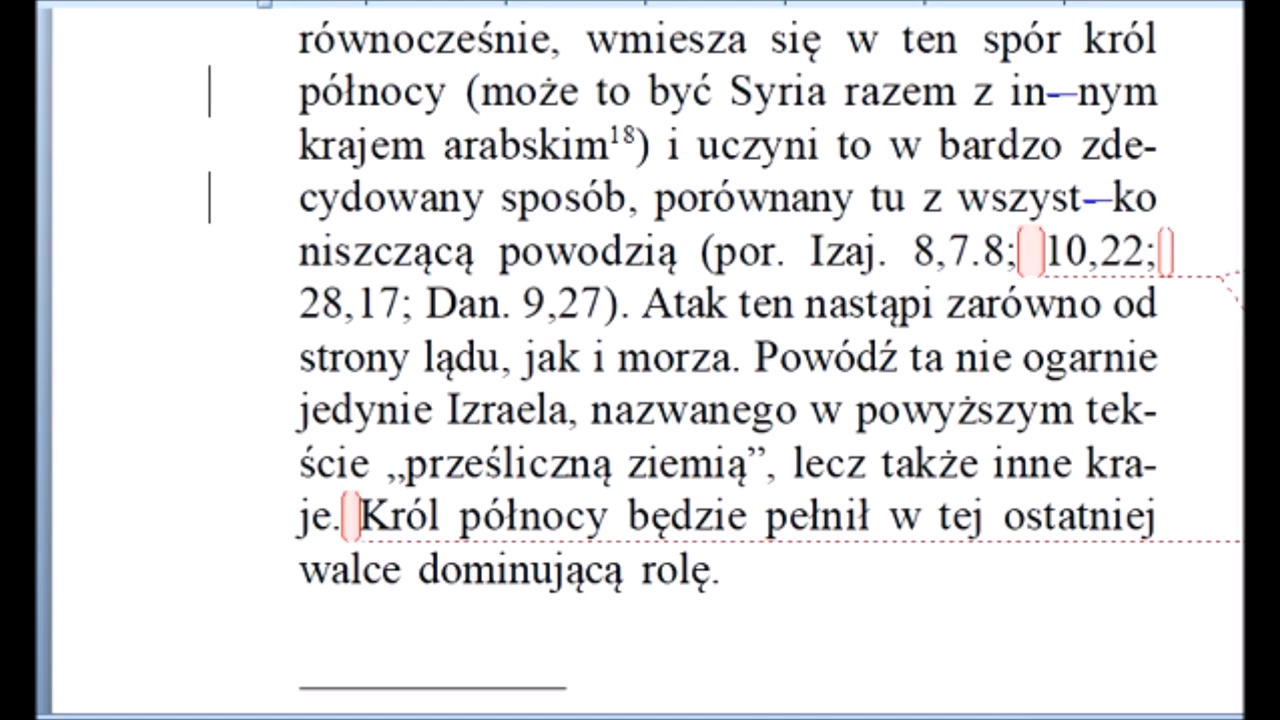 równocześnie, wmiesza się w ten spór król
północy (może to być Syria razem z in-–nym
krajem arabskim18) i uczyni to w bardzo zde-
cydowany sposób, porównany tu z wszyst-–ko
niszczącą powodzią (por. Izaj. 8,7.8; 10,22;
28,17; Dan. 9,27). Atak ten nastąpi zarówno od
strony lądu, jak i morza. Powódź ta nie ogarnie
jedynie Izraela, nazwanego w powyższym tek-
ście „prześliczną ziemią”, lecz także inne kra-
je. Król północy będzie pełnił w tej ostatniej
walce dominującą rolę.